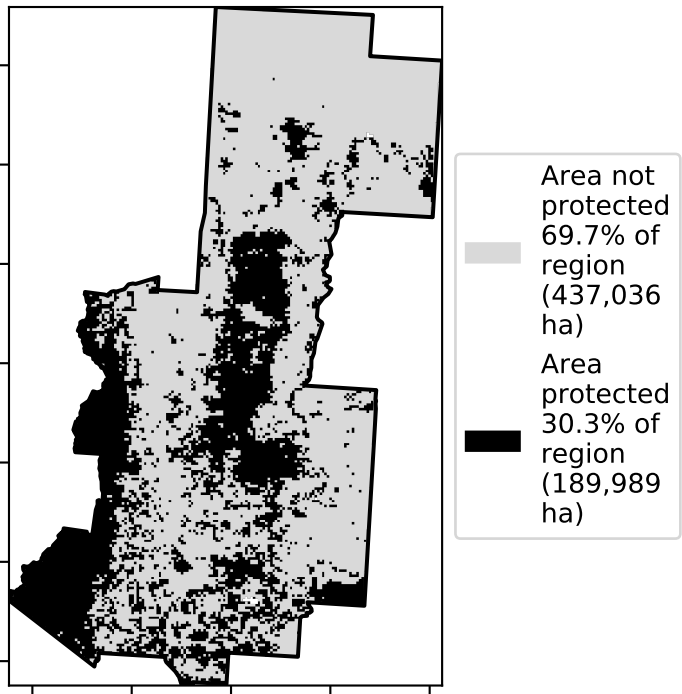 Area not
protected
69.7% of
region
(437,036
ha)
Area
protected
30.3% of
region
(189,989
ha)